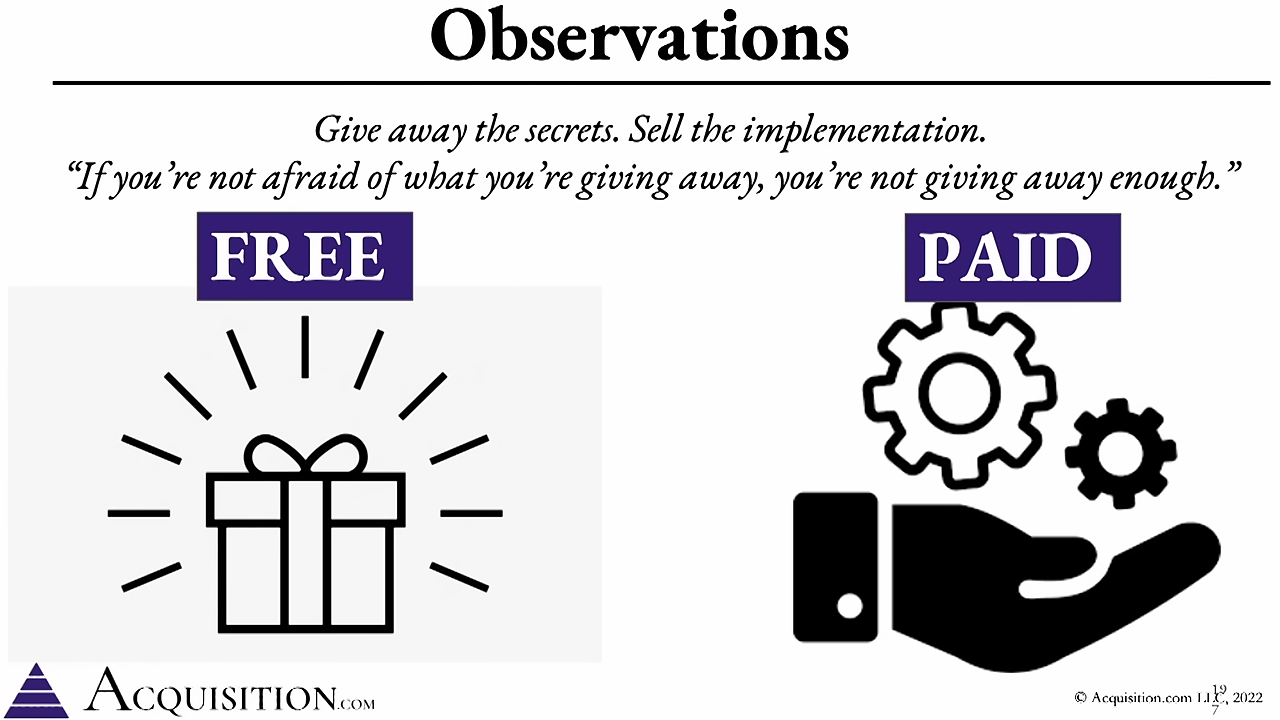 Observations
Give away the secrets. Sell the implementation.
“If you’re not afraid of what you’re giving away, you’re not giving away enough.”
FREE
PAID
ACQUISITION.COM
© Acquisition.com LLC, 2022
197